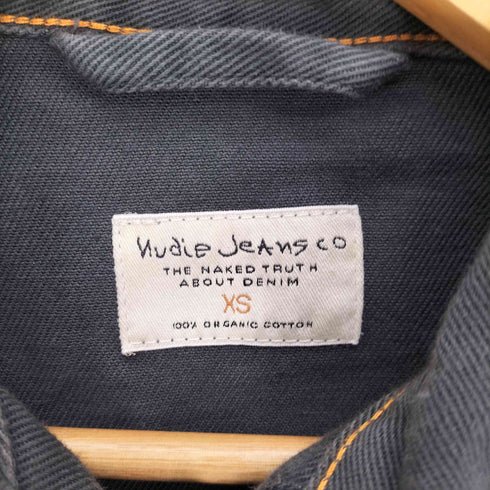 Nudie Jeans co
THE NAKED TRUTH
ABOUT DENIM
XS
100% ORGANIC COTTON